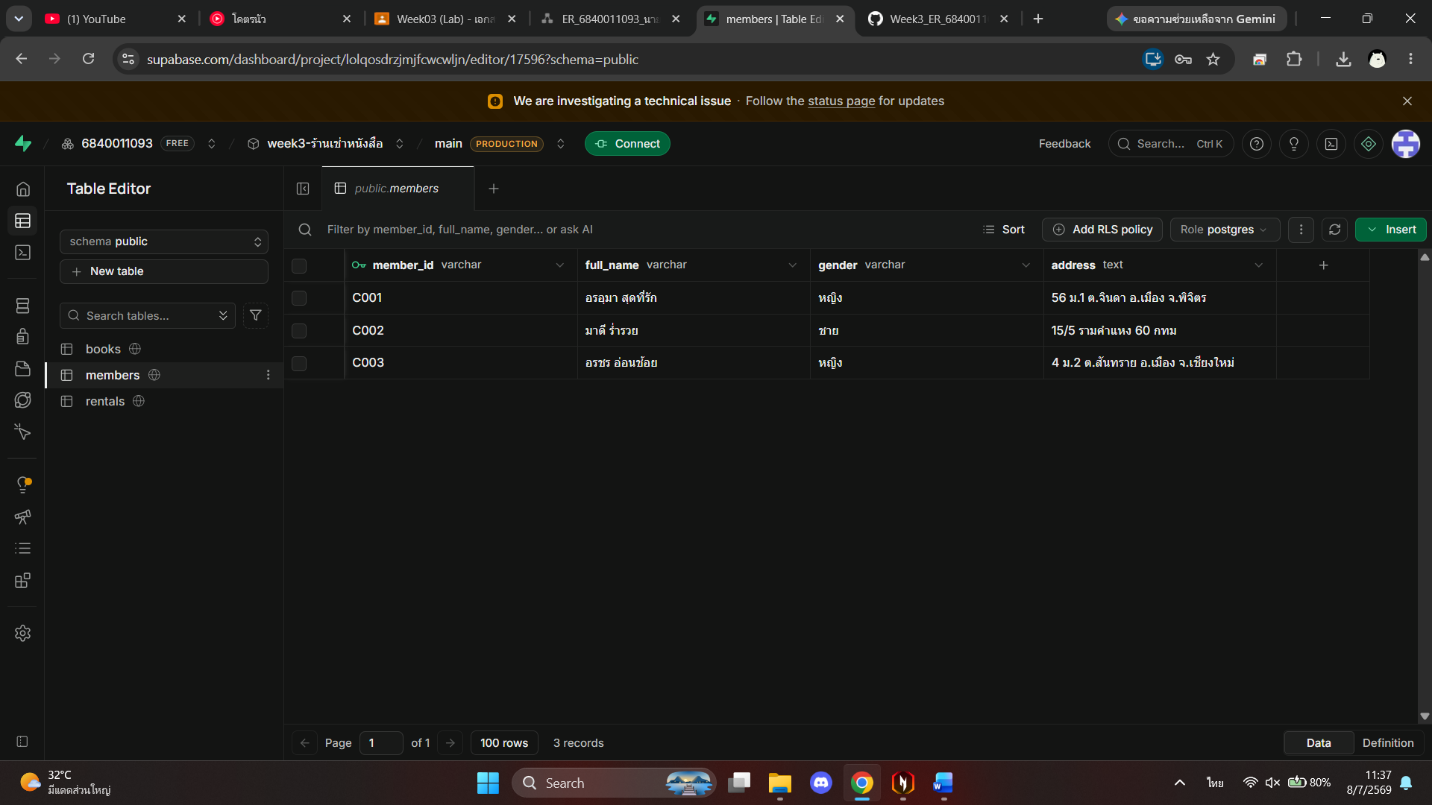 (1) YouTube
โคตรนัว
Week03 (Lab) - เอกส
ER_6840011093_นาย
members | Table Edi
Week3_ER_6840011
ขอความช่วยเหลือจาก Gemini
supabase.com/dashboard/project/lolqosdrzjmjfcwcwljn/editor/17596?schema=public
We are investigating a technical issue · Follow the status page for updates
6840011093 FREE
week3-ร้านเช่าหนังสือ
main PRODUCTION
Connect
Feedback
Search... Ctrl K
Table Editor
public.members
schema public
New table
Search tables...
books
members
rentals
Filter by member_id, full_name, gender... or ask AI
Sort
Add RLS policy
Role postgres
Insert
member_id varchar full_name varchar gender varchar address text
C001 อรอุมา สุดที่รัก หญิง 56 ม.1 ต.จินดา อ.เมือง จ.พิจิตร
C002 มาดี ร่ำรวย ชาย 15/5 รามคำแหง 60 กทม
C003 อรชร อ่อนช้อย หญิง 4 ม.2 ต.สันทราย อ.เมือง จ.เชียงใหม่
Page 1 of 1 100 rows 3 records
Data Definition
32°C
มีแดดส่วนใหญ่
Search
ไทย
80%
11:37
8/7/2569